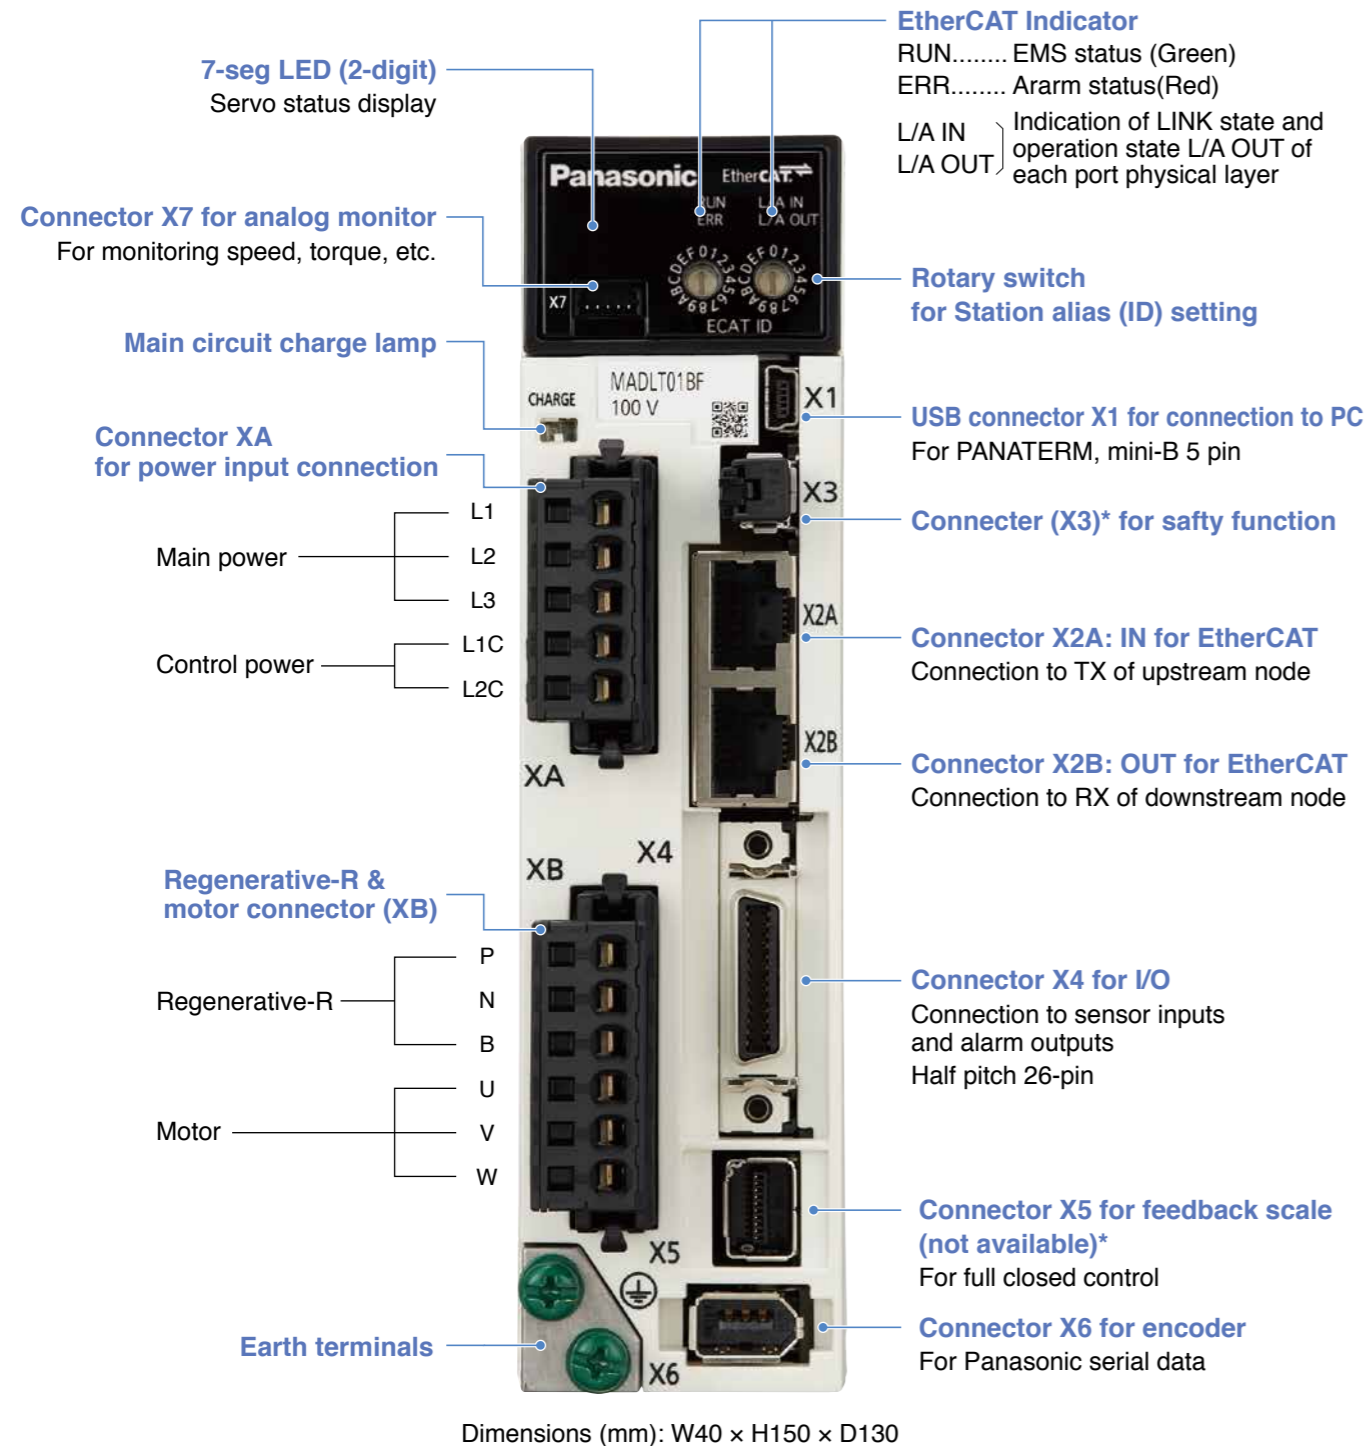 EtherCAT Indicator
RUN........ EMS status (Green)
ERR........ Ararm status(Red)
L/A IN
L/A OUT
Indication of LINK state and
operation state L/A OUT of
each port physical layer
7-seg LED (2-digit)
Servo status display
Connector X7 for analog monitor
For monitoring speed, torque, etc.
Main circuit charge lamp
Connector XA
for power input connection
Main power
L1
L2
L3
Control power
L1C
L2C
Regenerative-R &
motor connector (XB)
Regenerative-R
P
N
B
Motor
U
V
W
Earth terminals
Panasonic
EtherCAT
RUN
ERR
L/A IN
L/A OUT
CDEF0123456789AB
CDEF0123456789AB
X7
ECAT ID
CHARGE
MADLT01BF
100 V
X1
X3
X2A
X2B
XA
XB
X4
X5
X6
Rotary switch
for Station alias (ID) setting
USB connector X1 for connection to PC
For PANATERM, mini-B 5 pin
Connecter (X3)* for safty function
Connector X2A: IN for EtherCAT
Connection to TX of upstream node
Connector X2B: OUT for EtherCAT
Connection to RX of downstream node
Connector X4 for I/O
Connection to sensor inputs
and alarm outputs
Half pitch 26-pin
Connector X5 for feedback scale
(not available)*
For full closed control
Connector X6 for encoder
For Panasonic serial data
Dimensions (mm): W40 × H150 × D130